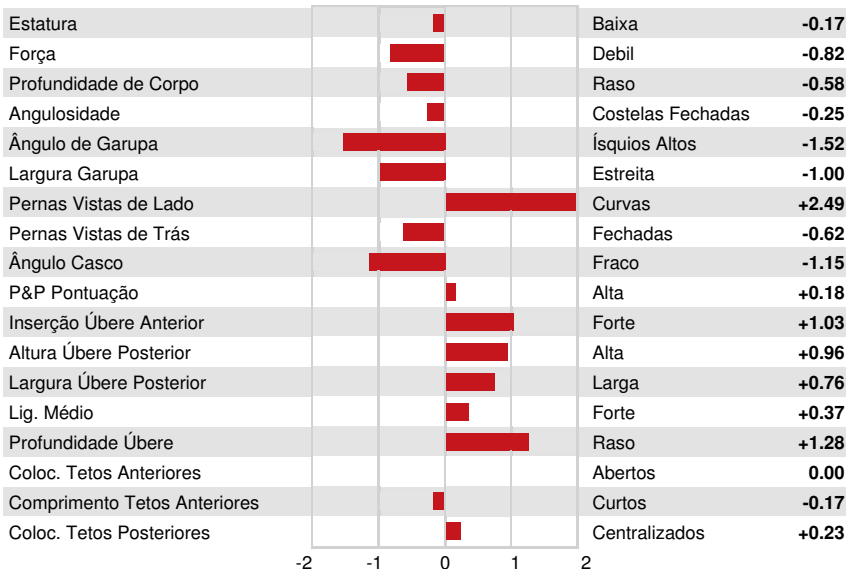 Estatura Baixa -0.17
Força Debil -0.82
Profundidade de Corpo Raso -0.58
Angulosidade Costelas Fechadas -0.25
Ângulo de Garupa Ísquios Altos -1.52
Largura Garupa Estreita -1.00
Pernas Vistas de Lado Curvas +2.49
Pernas Vistas de Trás Fechadas -0.62
Ângulo Casco Fraco -1.15
P&P Pontuação Alta +0.18
Inserção Úbere Anterior Forte +1.03
Altura Úbere Posterior Alta +0.96
Largura Úbere Posterior Larga +0.76
Lig. Médio Forte +0.37
Profundidade Úbere Raso +1.28
Coloc. Tetos Anteriores Abertos 0.00
Comprimento Tetos Anteriores Curtos -0.17
Coloc. Tetos Posteriores Centralizados +0.23
-2 -1 0 1 2